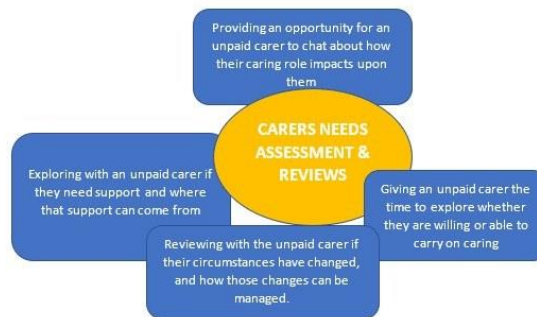 Providing an opportunity for an
unpaid carer to chat about how
their caring role impacts upon
them
CARERS NEEDS
ASSESSMENT &
REVIEWS
Exploring with an unpaid carer if
they need support and where
that support can come from
Giving an unpaid carer the
time to explore whether
they are willing or able to
carry on caring
Reviewing with the unpaid carer if
their circumstances have changed,
and how those changes can be
managed.